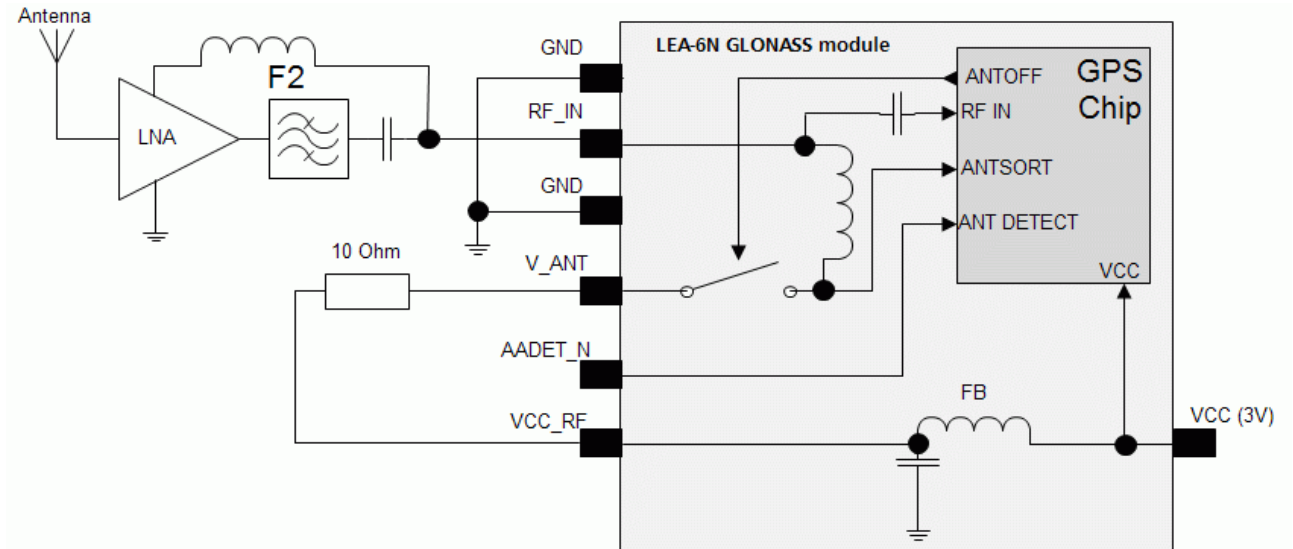 Antenna
LNA
F2
GND
RF_IN
GND
10 Ohm
V_ANT
AADET_N
VCC_RF
LEA-6N GLONASS module
GPS
Chip
ANTOFF
RF IN
ANTSORT
ANT DETECT
VCC
FB
VCC (3V)